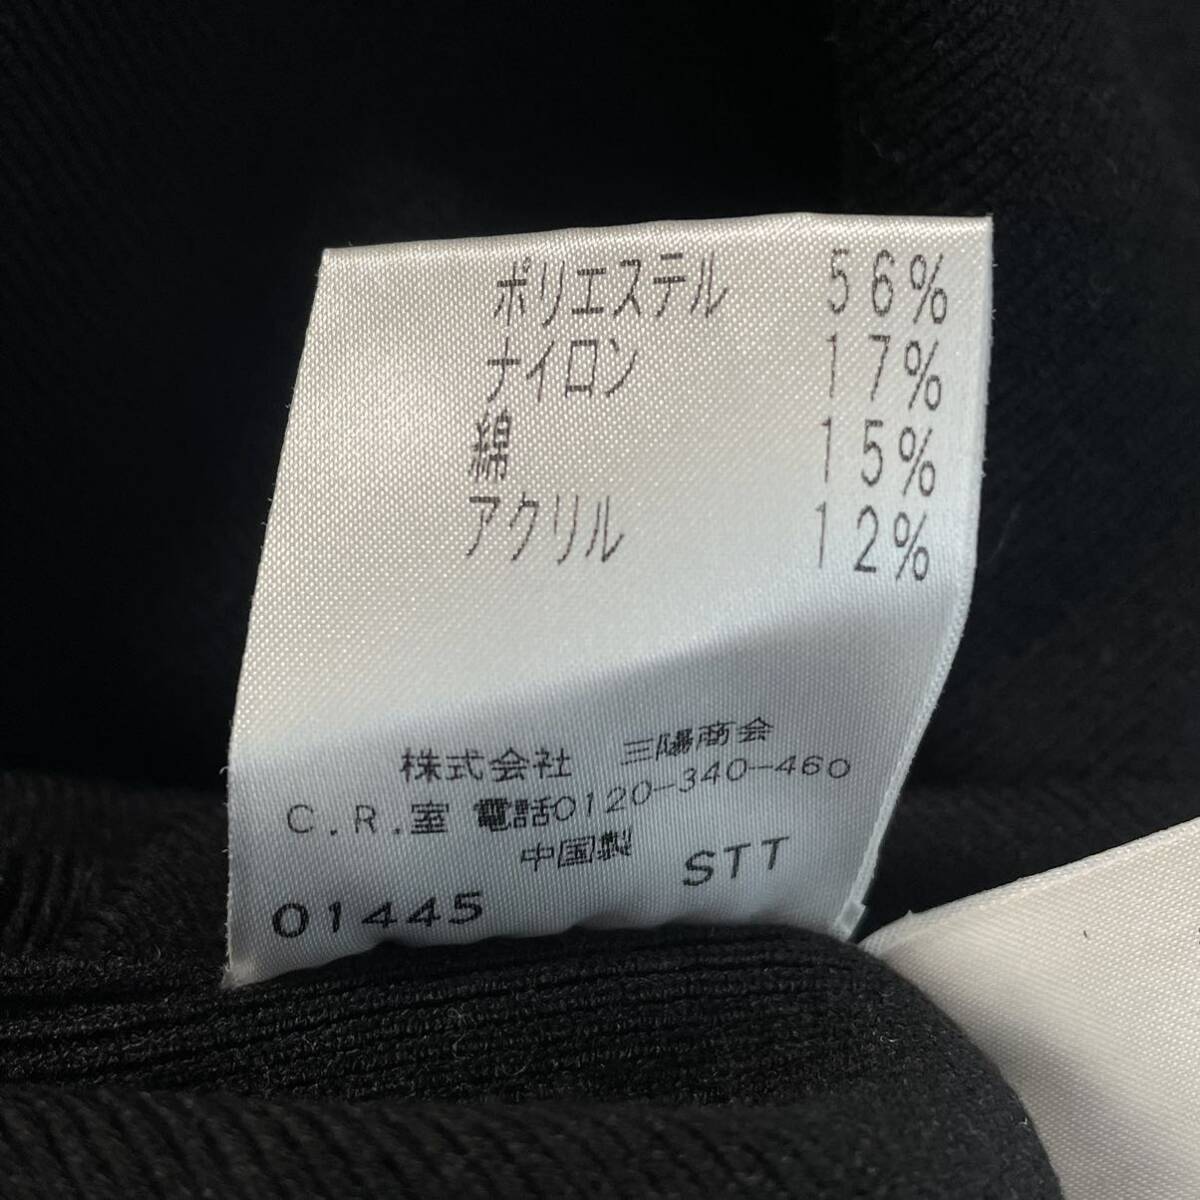 ポリエステル 56%
ナイロン 17%
綿 15%
アクリル 12%
株式会社 三陽商会
C.R.室 電話0120-340-460
中国製
STT
01445